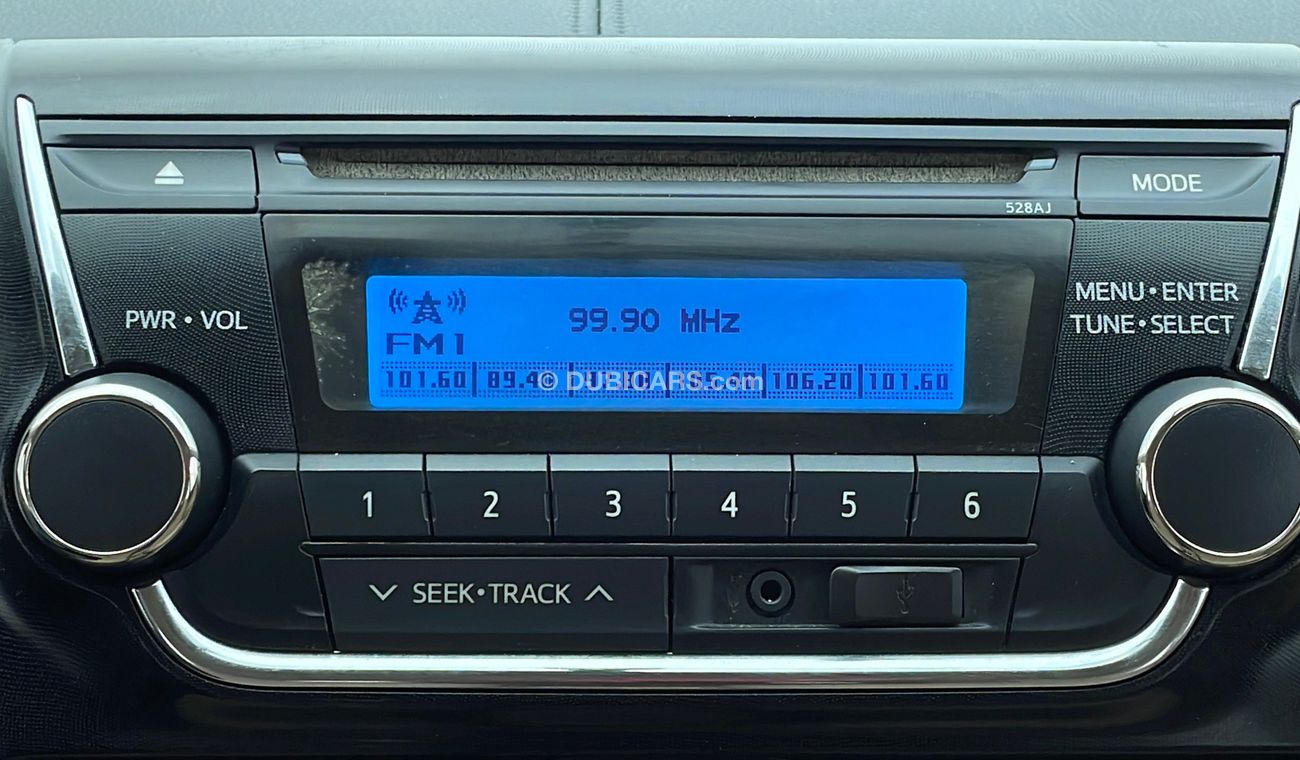 MODE
528AJ
PWR • VOL
MENU • ENTER
TUNE • SELECT
99.90 MHz
FM1
101.60 106.20 101.60
© DUBICARS.com
1 2 3 4 5 6
SEEK • TRACK